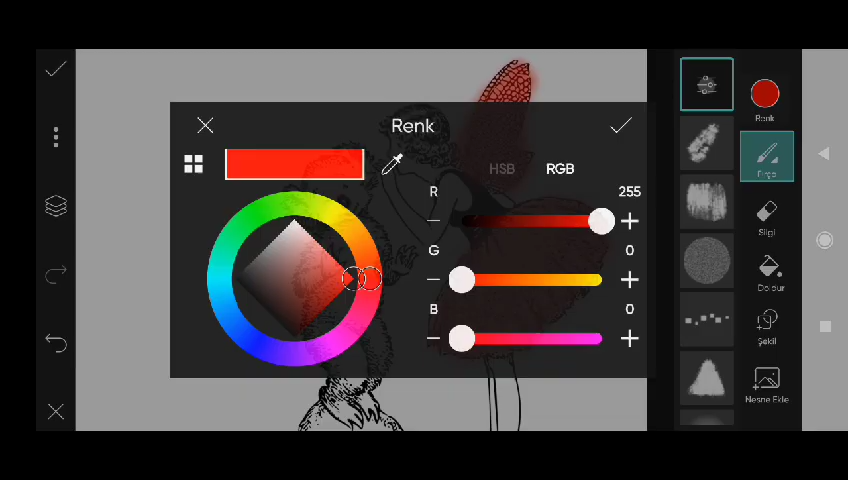 Renk
HSB RGB
R 255
G 0
B 0
Renk
Fırça
Silgi
Doldur
Şekil
Nesne Ekle